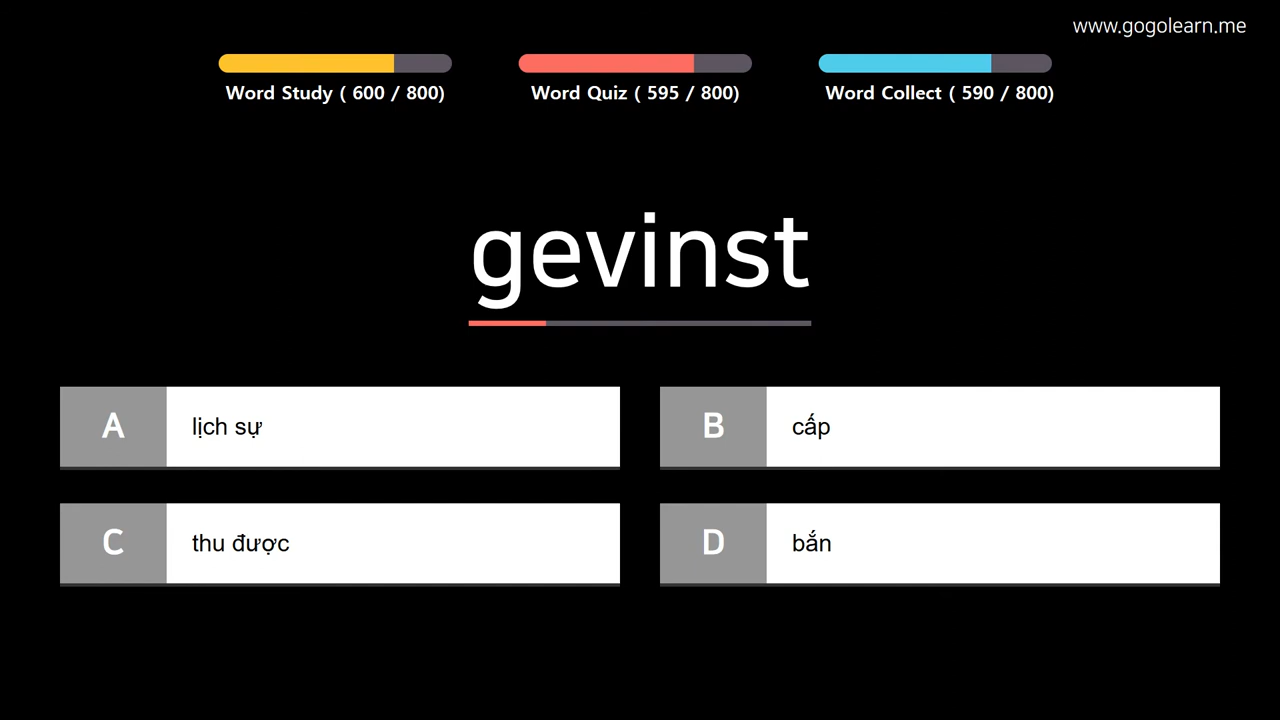 www.gogolearn.me
Word Study ( 600 / 800)
Word Quiz ( 595 / 800)
Word Collect ( 590 / 800)
gevinst
A lịch sự
B cấp
C thu được
D bắn